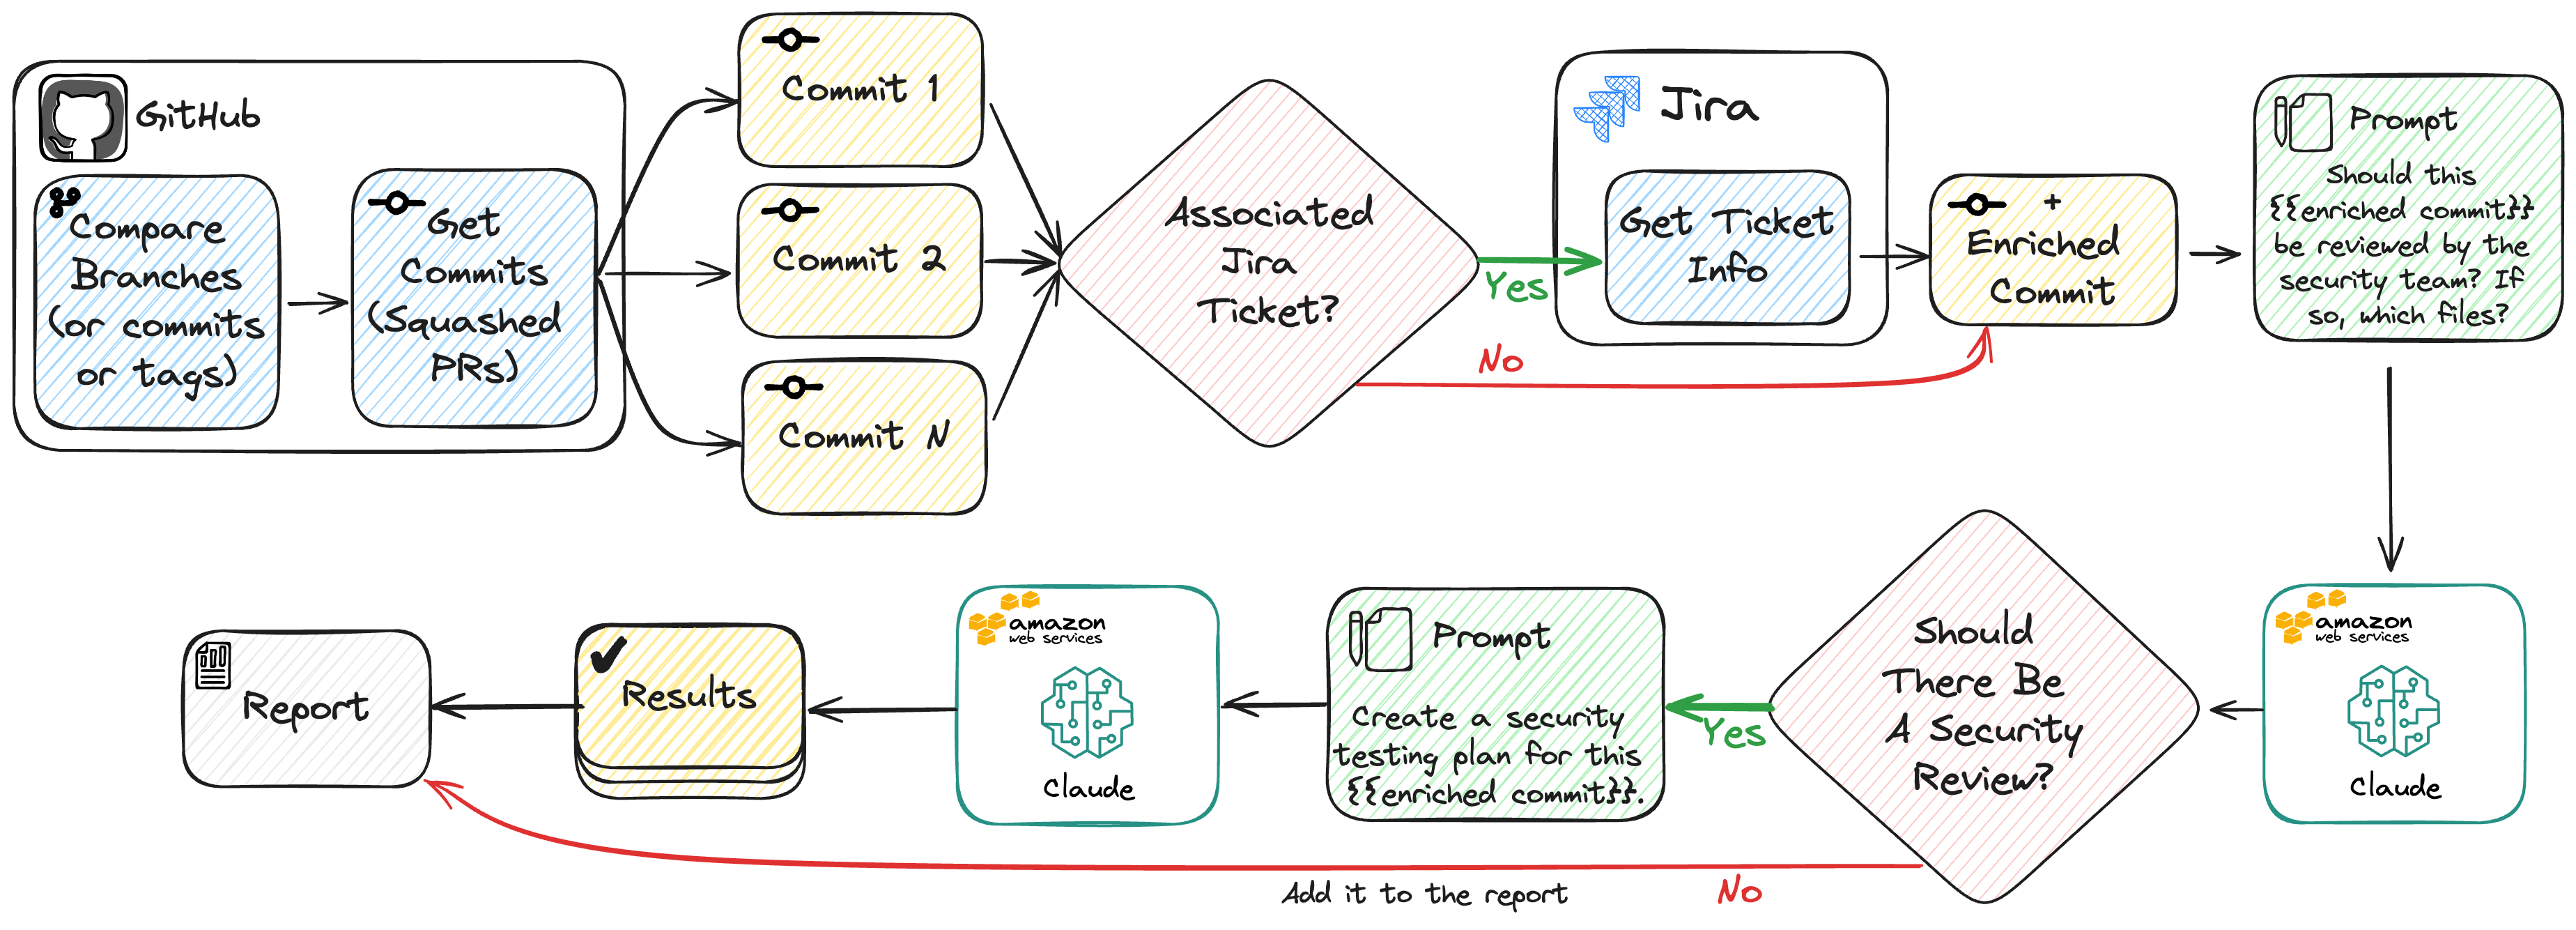 GitHub
Compare
Branches
(or commits
or tags)
Get
Commits
(Squashed
PRs)
Commit 1
Commit 2
Commit N
Associated
Jira
Ticket?
Yes
No
Jira
Get Ticket
Info
+
Enriched
Commit
Prompt
Should this
{{enriched commit}}
be reviewed by the
security team? If
so, which files?
amazon
web services
Claude
Should
There Be
A Security
Review?
Yes
No
Prompt
Create a security
testing plan for this
{{enriched commit}}.
amazon
web services
Claude
Results
Report
Add it to the report